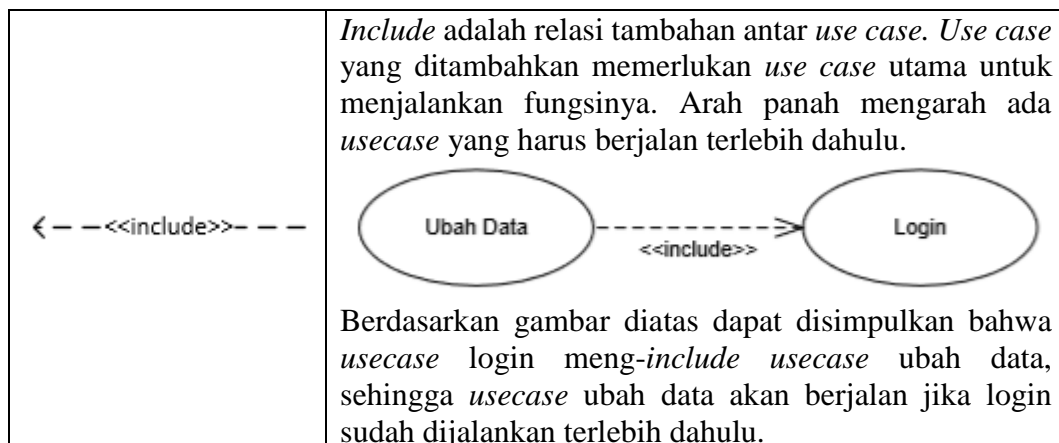 Include adalah relasi tambahan antar use case. Use case
yang ditambahkan memerlukan use case utama untuk
menjalankan fungsinya. Arah panah mengarah ada
usecase yang harus berjalan terlebih dahulu.
<<include>>
Ubah Data
<<include>>
Login
Berdasarkan gambar diatas dapat disimpulkan bahwa
usecase login meng-include usecase ubah data,
sehingga usecase ubah data akan berjalan jika login
sudah dijalankan terlebih dahulu.